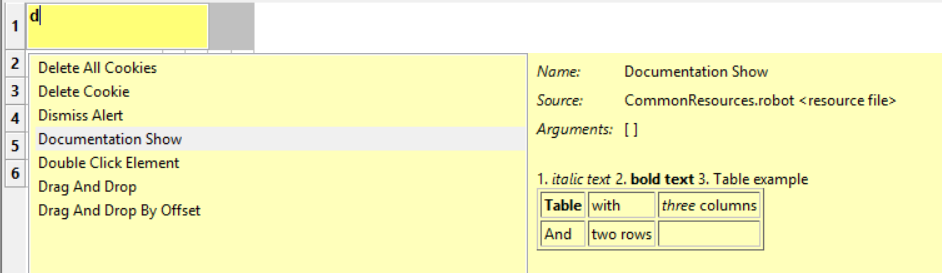 1 d
2
3
4
5
6
Delete All Cookies
Delete Cookie
Dismiss Alert
Documentation Show
Double Click Element
Drag And Drop
Drag And Drop By Offset
Name: Documentation Show
Source: CommonResources.robot <resource file>
Arguments: [ ]
1. italic text 2. bold text 3. Table example
Table with three columns
And two rows